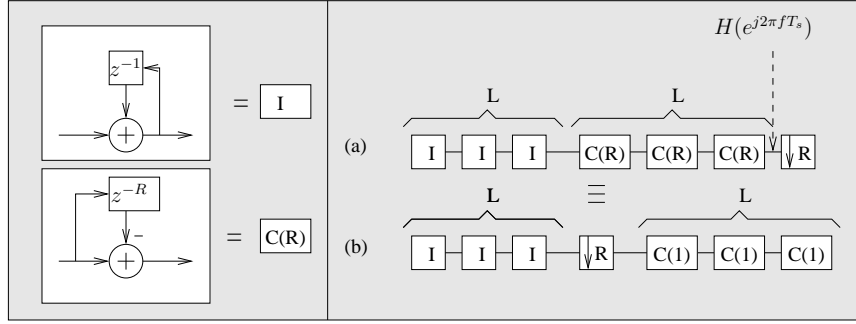 z^{-1}
+
= I
z^{-R}
−
+
= C(R)
H(e^{j2πfT_s})
L L
(a) I I I C(R) C(R) C(R) R
L L
(b) I I I R C(1) C(1) C(1)